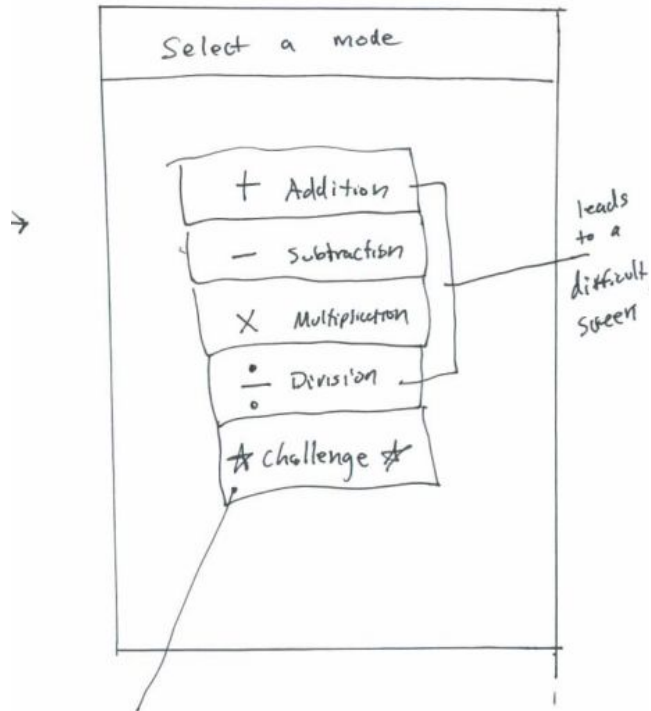 Select a mode
+ Addition
− Subtraction
× Multiplication
÷ Division
☆ Challenge ☆
leads
to a
difficult
screen